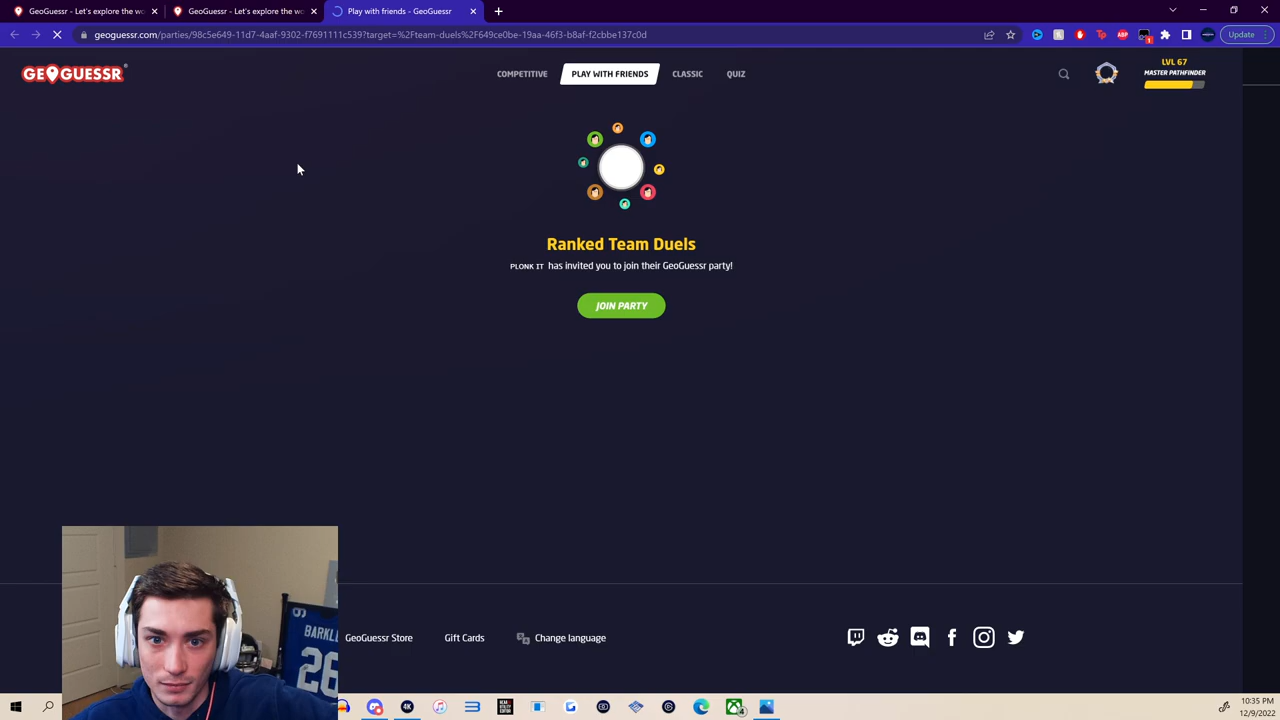 GeoGuessr - Let's explore the wo
GeoGuessr - Let's explore the wo
Play with friends - GeoGuessr
geoguessr.com/parties/98c5e649-11d7-4aaf-9302-f7691111c539?target=%2Fteam-duels%2F649ce0be-19aa-46f3-b8af-f2cbbe137c0d
Update
GEOGUESSR
COMPETITIVE
PLAY WITH FRIENDS
CLASSIC
QUIZ
LVL 67
MASTER PATHFINDER
Ranked Team Duels
PLONK IT has invited you to join their GeoGuessr party!
JOIN PARTY
GeoGuessr Store
Gift Cards
Change language
BARKL
26
10:35 PM
12/9/2022